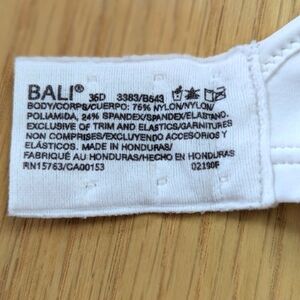 BALI® 36D 3383/B543
BODY/CORPS/CUERPO: 76% NYLON/NYLON/
POLIAMIDA, 24% SPANDEX/SPANDEX/ELASTANO.
EXCLUSIVE OF TRIM AND ELASTICS/GARNITURES
NON COMPRISES/EXCLUYENDO ACCESORIOS Y
ELÁSTICOS. MADE IN HONDURAS/
FABRIQUÉ AU HONDURAS/HECHO EN HONDURAS
RN15763/CA00153 02190F